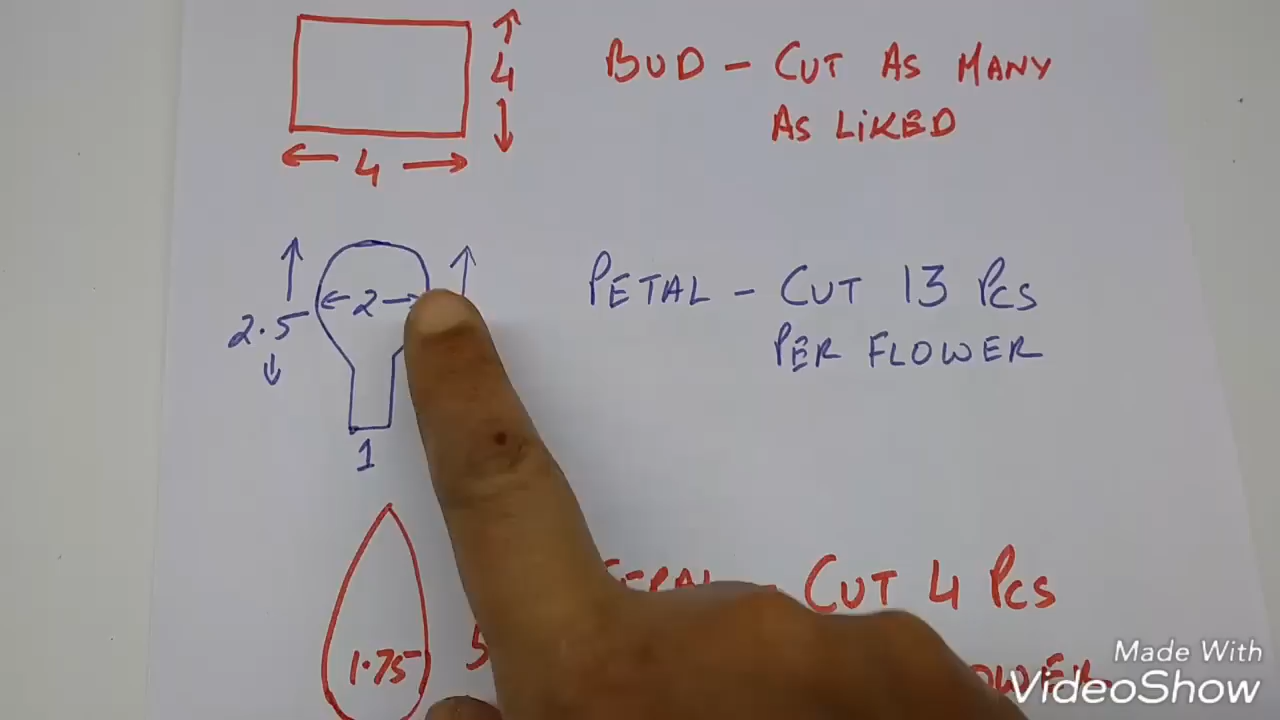 4
BUD - CUT AS MANY
AS LIKED
4
2
2.5
PETAL - CUT 13 PCS
PER FLOWER
1
CUT 4 PCS
1.75
5
Made With
VideoShow